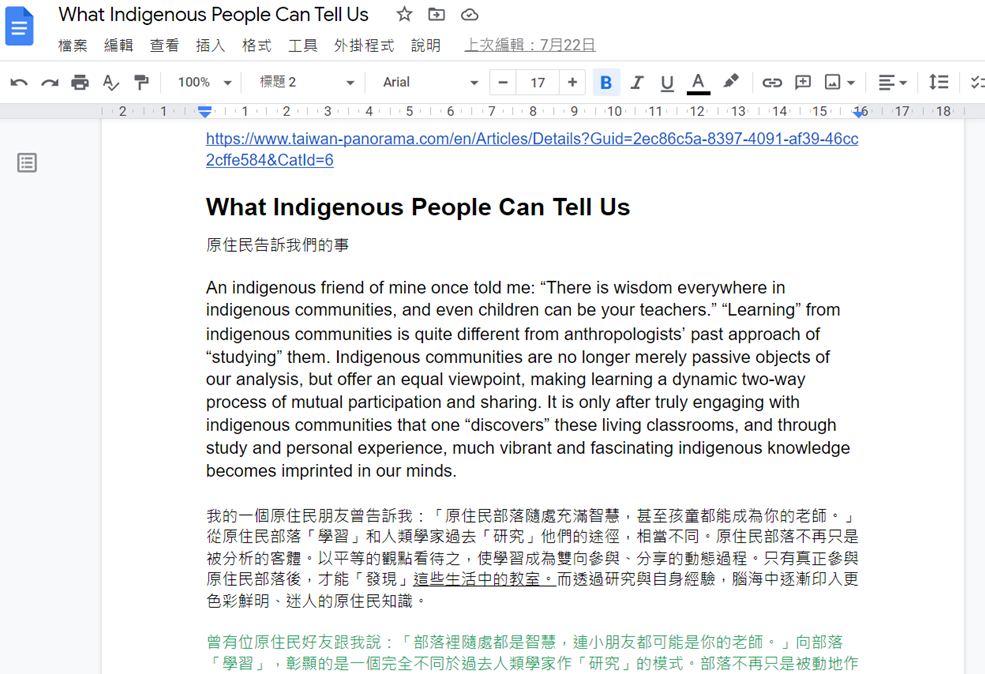 What Indigenous People Can Tell Us
檔案 編輯 查看 插入 格式 工具 外掛程式 說明 上次編輯：7月22日
100% 標題 2 Arial − 17 + B I U A
2 1 1 2 3 4 5 6 7 8 9 10 11 12 13 14 15 16 17 18
https://www.taiwan-panorama.com/en/Articles/Details?Guid=2ec86c5a-8397-4091-af39-46cc
2cffe584&CatId=6
What Indigenous People Can Tell Us
原住民告訴我們的事
An indigenous friend of mine once told me: “There is wisdom everywhere in
indigenous communities, and even children can be your teachers.” “Learning” from
indigenous communities is quite different from anthropologists’ past approach of
“studying” them. Indigenous communities are no longer merely passive objects of
our analysis, but offer an equal viewpoint, making learning a dynamic two-way
process of mutual participation and sharing. It is only after truly engaging with
indigenous communities that one “discovers” these living classrooms, and through
study and personal experience, much vibrant and fascinating indigenous knowledge
becomes imprinted in our minds.
我的一個原住民朋友曾告訴我：「原住民部落隨處充滿智慧，甚至孩童都能成為你的老師。」
從原住民部落「學習」和人類學家過去「研究」他們的途徑，相當不同。原住民部落不再只是
被分析的客體。以平等的觀點看待之，使學習成為雙向參與、分享的動態過程。只有真正參與
原住民部落後，才能「發現」這些生活中的教室。而透過研究與自身經驗，腦海中逐漸印入更
色彩鮮明、迷人的原住民知識。
曾有位原住民好友跟我說：「部落裡隨處都是智慧，連小朋友都可能是你的老師。」向部落
「學習」，彰顯的是一個完全不同於過去人類學家作「研究」的模式。部落不再只是被動地作